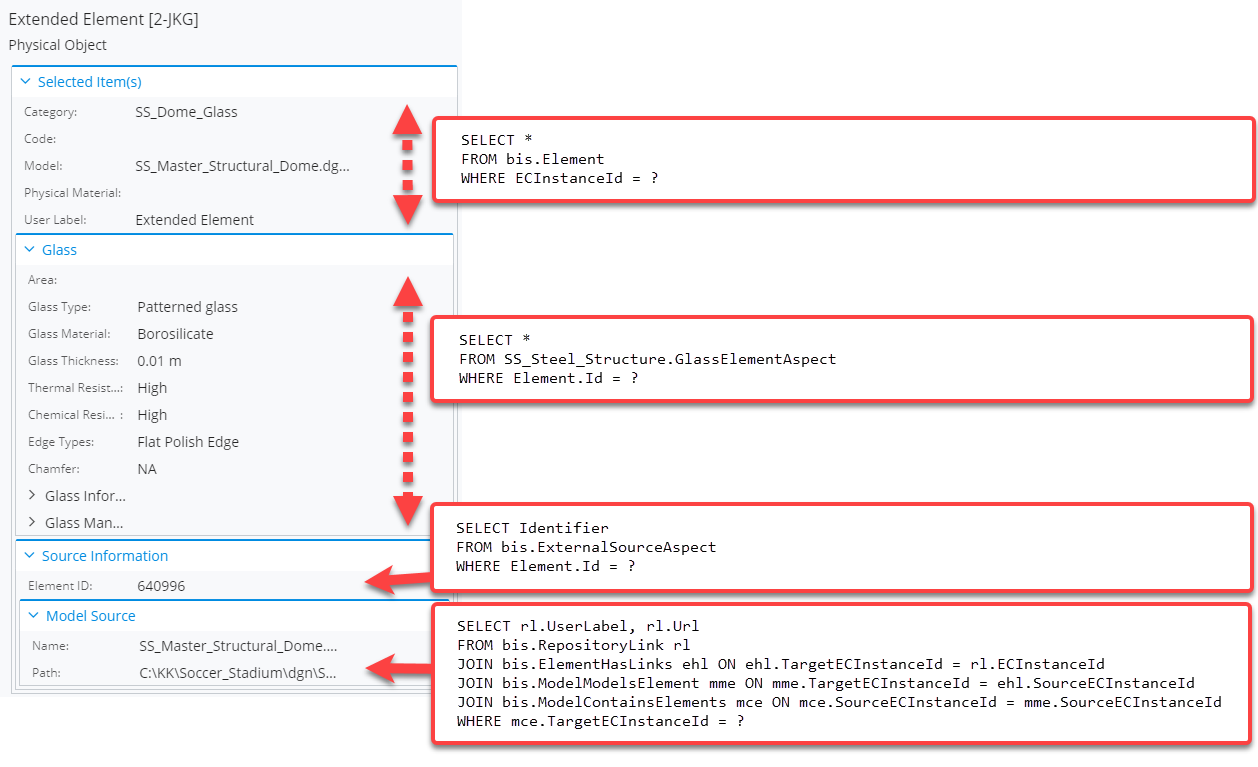 Extended Element [2-JKG]
Physical Object
Selected Item(s)
Category: SS_Dome_Glass
Code:
Model: SS_Master_Structural_Dome.dg...
Physical Material:
User Label: Extended Element
SELECT *
FROM bis.Element
WHERE ECInstanceId = ?
Glass
Area:
Glass Type: Patterned glass
Glass Material: Borosilicate
Glass Thickness: 0.01 m
Thermal Resist...: High
Chemical Resi... : High
Edge Types: Flat Polish Edge
Chamfer: NA
Glass Infor...
Glass Man...
SELECT *
FROM SS_Steel_Structure.GlassElementAspect
WHERE Element.Id = ?
Source Information
Element ID: 640996
SELECT Identifier
FROM bis.ExternalSourceAspect
WHERE Element.Id = ?
Model Source
Name: SS_Master_Structural_Dome....
Path: C:\KK\Soccer_Stadium\dgn\S...
SELECT rl.UserLabel, rl.Url
FROM bis.RepositoryLink rl
JOIN bis.ElementHasLinks ehl ON ehl.TargetECInstanceId = rl.ECInstanceId
JOIN bis.ModelModelsElement mme ON mme.TargetECInstanceId = ehl.SourceECInstanceId
JOIN bis.ModelContainsElements mce ON mce.SourceECInstanceId = mme.SourceECInstanceId
WHERE mce.TargetECInstanceId = ?